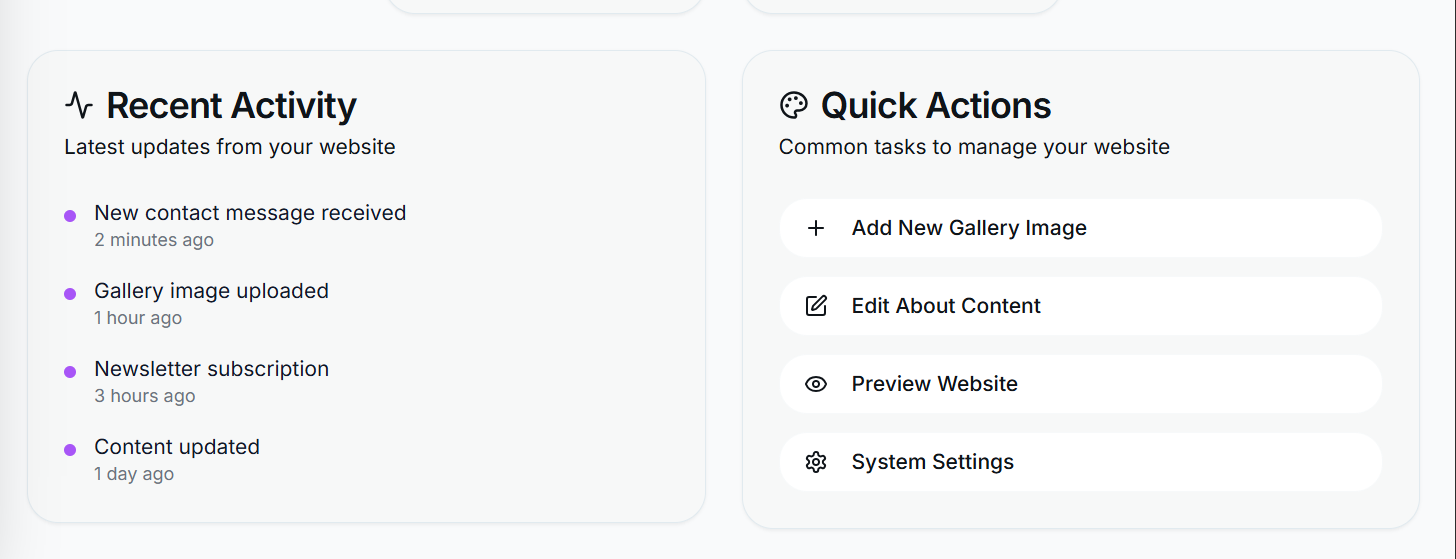 Recent Activity
Latest updates from your website
New contact message received
2 minutes ago
Gallery image uploaded
1 hour ago
Newsletter subscription
3 hours ago
Content updated
1 day ago
Quick Actions
Common tasks to manage your website
Add New Gallery Image
Edit About Content
Preview Website
System Settings